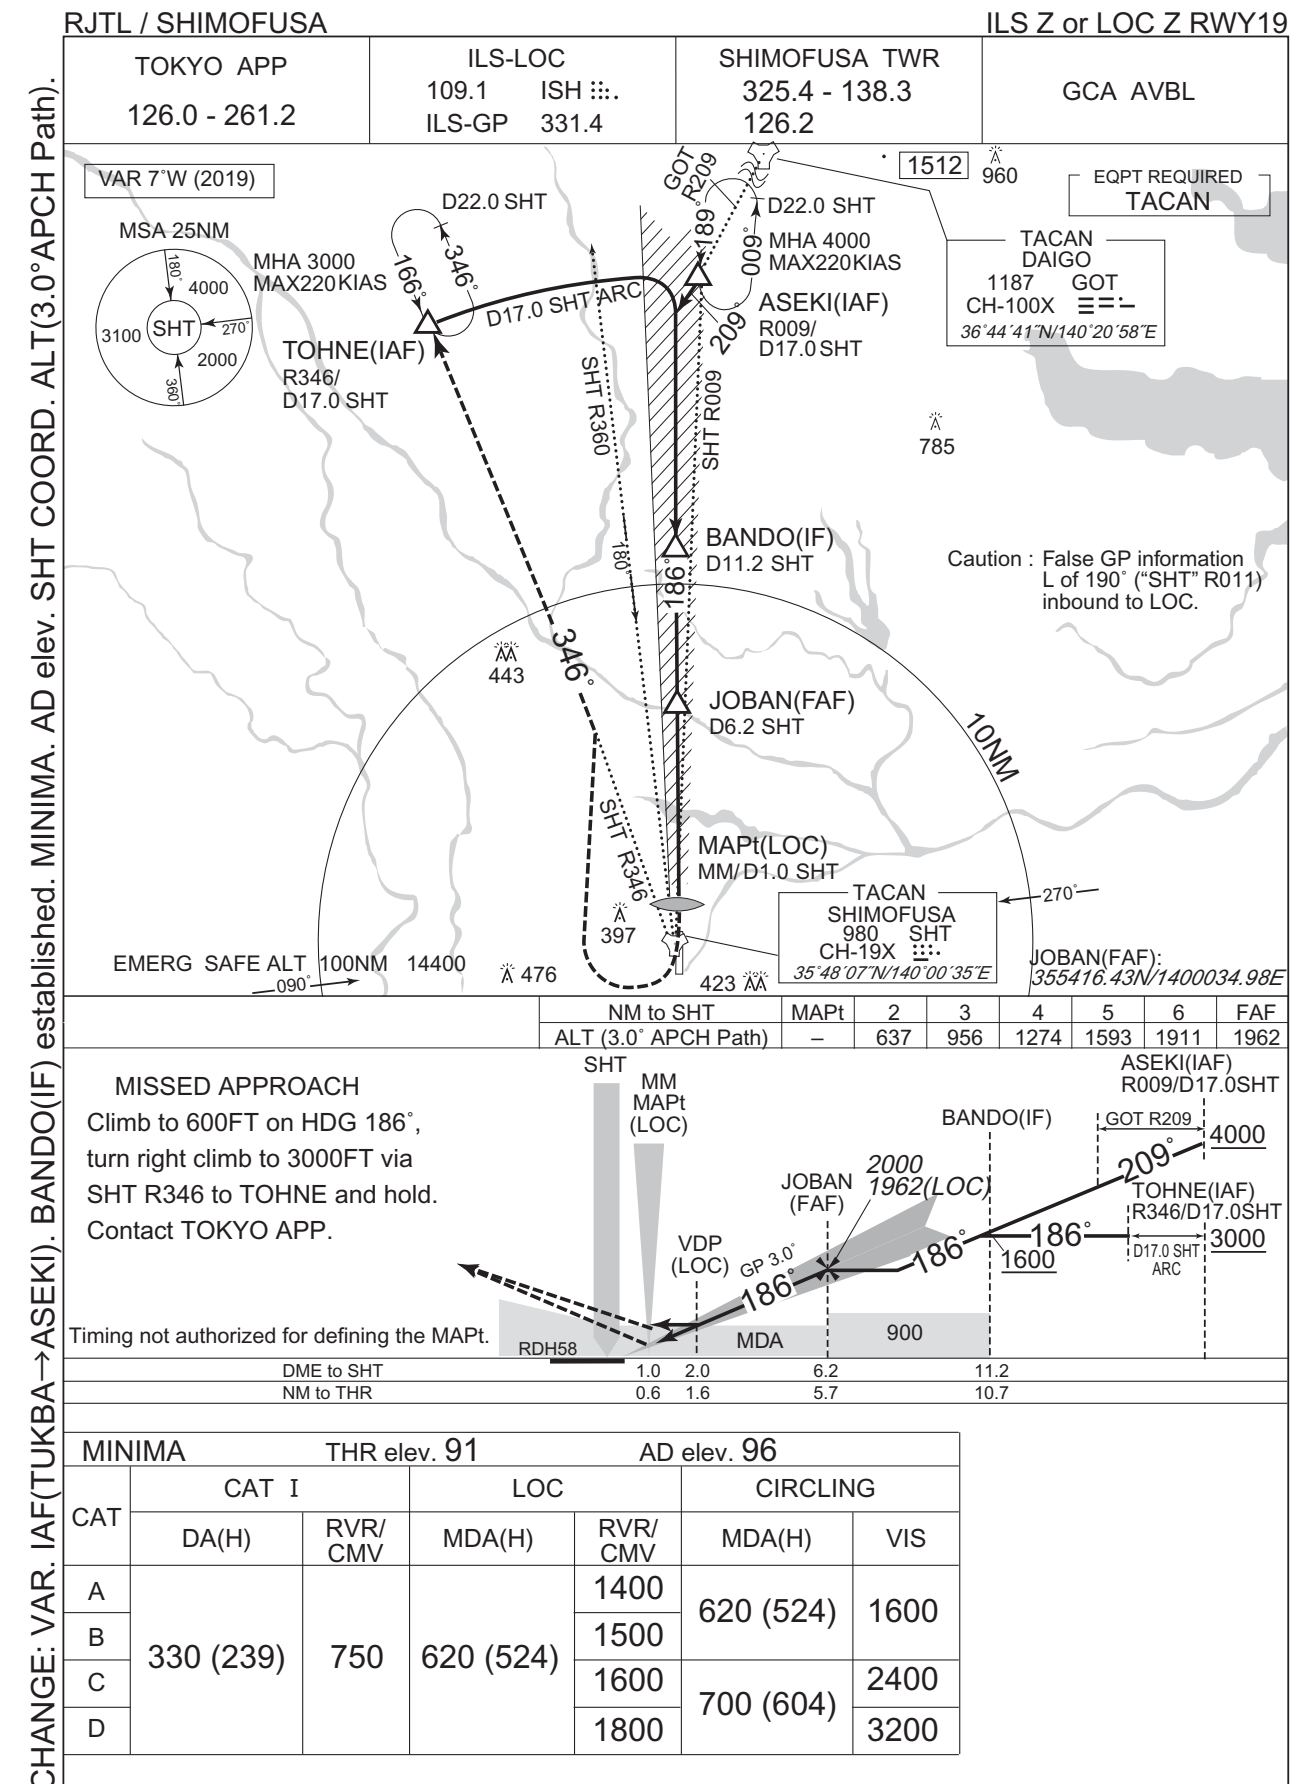 RJTL / SHIMOFUSA
ILS Z or LOC Z RWY19
TOKYO APP
126.0 - 261.2
ILS-LOC
109.1 ISH
ILS-GP 331.4
SHIMOFUSA TWR
325.4 - 138.3
126.2
GCA AVBL
CHANGE: VAR. IAF(TUKBA→ASEKI). BANDO(IF) established. MINIMA. AD elev. SHT COORD. ALT(3.0°APCH Path).
VAR 7°W (2019)
MSA 25NM
180°
4000
3100
SHT
270°
2000
360°
MHA 3000
MAX220KIAS
D22.0 SHT
166°
346°
TOHNE(IAF)
R346/
D17.0 SHT
D17.0 SHT ARC
GOT
R209
189°
009°
D22.0 SHT
MHA 4000
MAX220KIAS
ASEKI(IAF)
R009/
D17.0 SHT
209°
1512
960
EQPT REQUIRED
TACAN
TACAN
DAIGO
1187 GOT
CH-100X
36°44´41˝N/140°20´58˝E
SHT R360
SHT R009
785
180°
BANDO(IF)
D11.2 SHT
186°
Caution : False GP information
L of 190° (“SHT” R011)
inbound to LOC.
443
346°
JOBAN(FAF)
D6.2 SHT
10NM
SHT R346
MAPt(LOC)
MM/D1.0 SHT
397
TACAN
SHIMOFUSA
980 SHT
CH-19X
35°48´07˝N/140°00´35˝E
270°
EMERG SAFE ALT 100NM 14400
090°
476
423
JOBAN(FAF):
355416.43N/1400034.98E
NM to SHT MAPt 2 3 4 5 6 FAF
ALT (3.0° APCH Path) – 637 956 1274 1593 1911 1962
MISSED APPROACH
Climb to 600FT on HDG 186°,
turn right climb to 3000FT via
SHT R346 to TOHNE and hold.
Contact TOKYO APP.
Timing not authorized for defining the MAPt.
SHT
MM
MAPt
(LOC)
VDP
(LOC)
GP 3.0°
186°
JOBAN
(FAF)
2000
1962(LOC)
186°
BANDO(IF)
1600
186°
ASEKI(IAF)
R009/D17.0SHT
GOT R209
4000
209°
TOHNE(IAF)
R346/D17.0SHT
D17.0 SHT
ARC
3000
RDH58
MDA
900
DME to SHT 1.0 2.0 6.2 11.2
NM to THR 0.6 1.6 5.7 10.7
MINIMA THR elev. 91 AD elev. 96
CAT
CAT I LOC CIRCLING
DA(H) RVR/CMV MDA(H) RVR/CMV MDA(H) VIS
A
B
C
D
330 (239)
750
620 (524)
1400
1500
1600
1800
620 (524)
1600
700 (604)
2400
3200